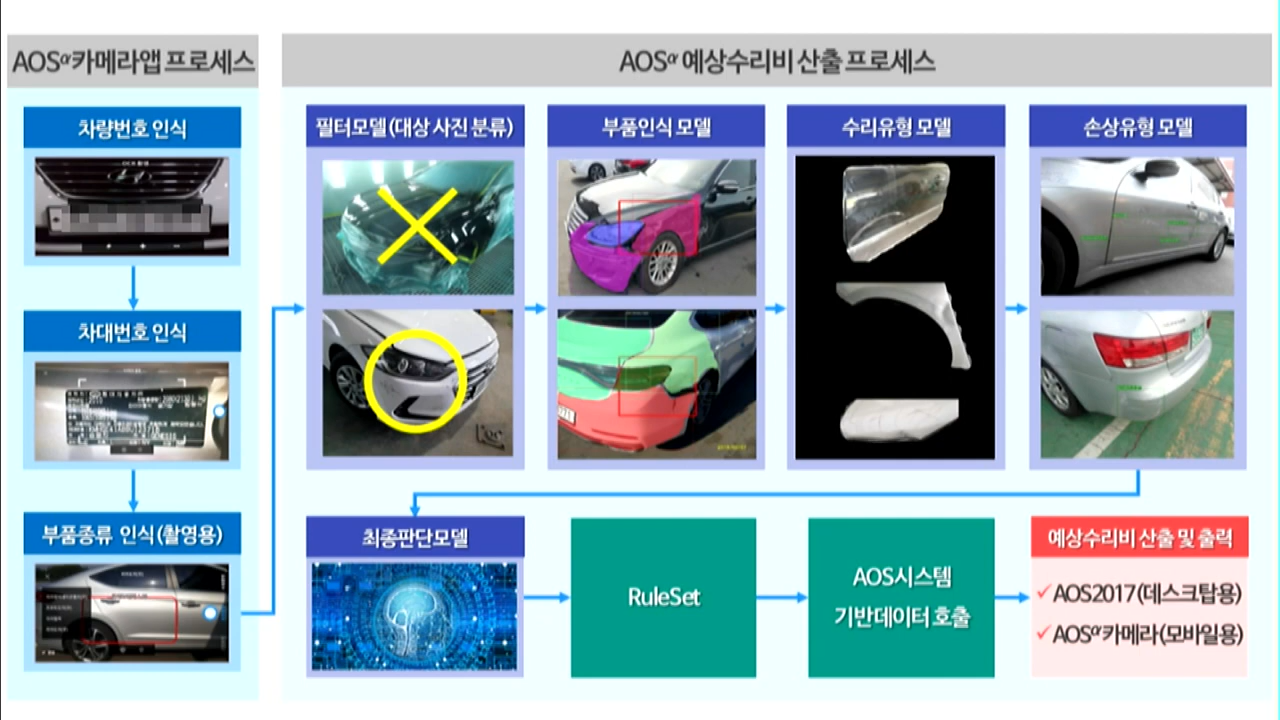 AOSα카메라앱 프로세스
AOSα 예상수리비 산출 프로세스
차량번호 인식
차대번호 인식
부품종류 인식(촬영용)
필터모델(대상 사진 분류)
부품인식 모델
수리유형 모델
손상유형 모델
최종판단모델
RuleSet
AOS시스템
기반데이터 호출
예상수리비 산출 및 출력
✓AOS2017(데스크탑용)
✓AOSα카메라(모바일용)